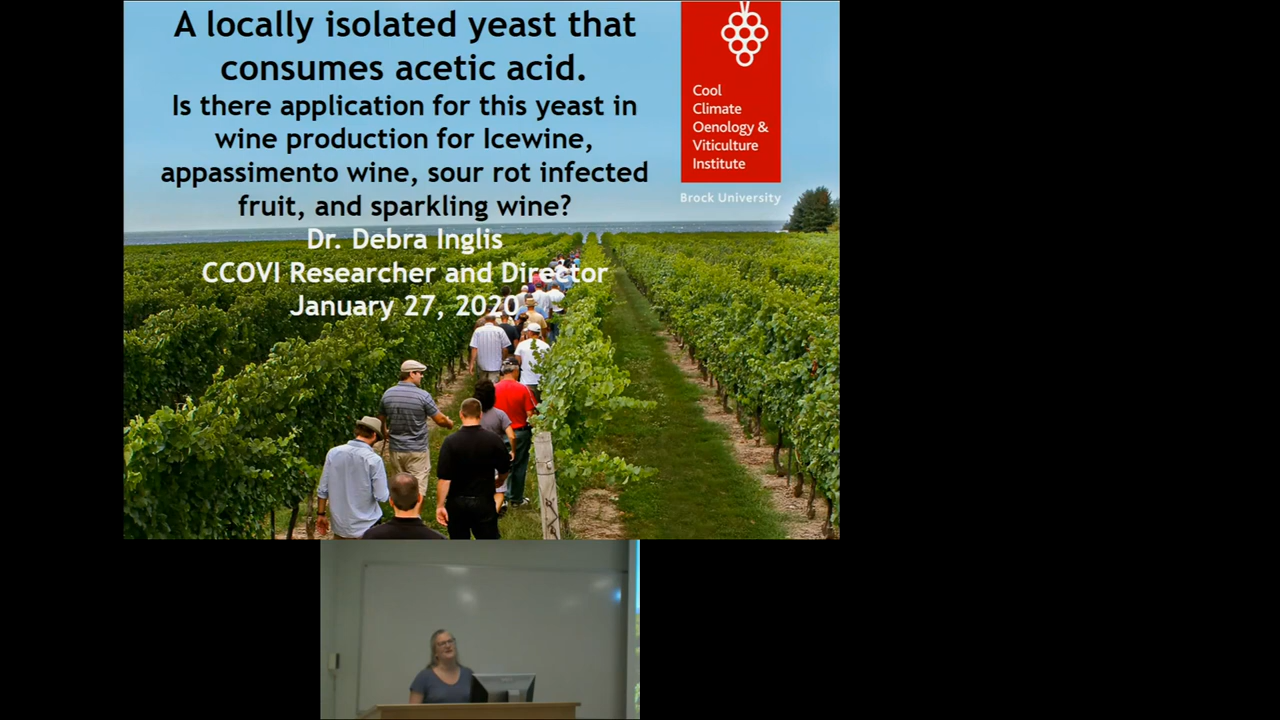 A locally isolated yeast that
consumes acetic acid.
Is there application for this yeast in
wine production for Icewine,
appassimento wine, sour rot infected
fruit, and sparkling wine?
Dr. Debra Inglis
CCOVI Researcher and Director
January 27, 2020
Cool
Climate
Oenology &
Viticulture
Institute
Brock University